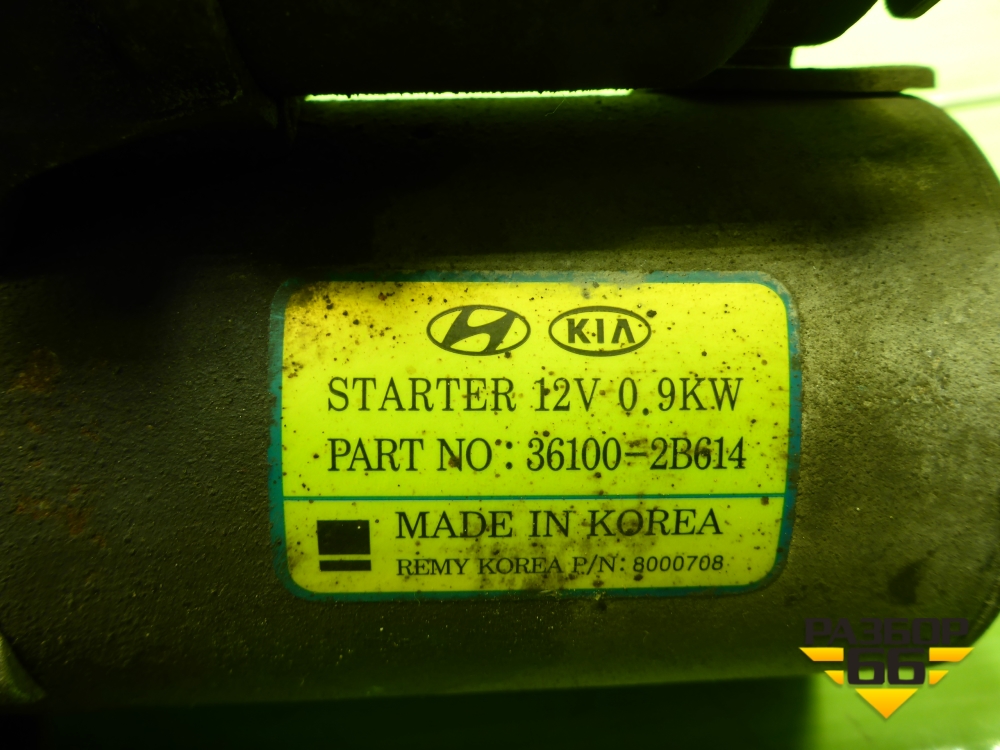 KIA
STARTER 12V 0.9KW
PART NO: 36100-2B614
MADE IN KOREA
REMY KOREA P/N: 8000708
РАЗБОР
66